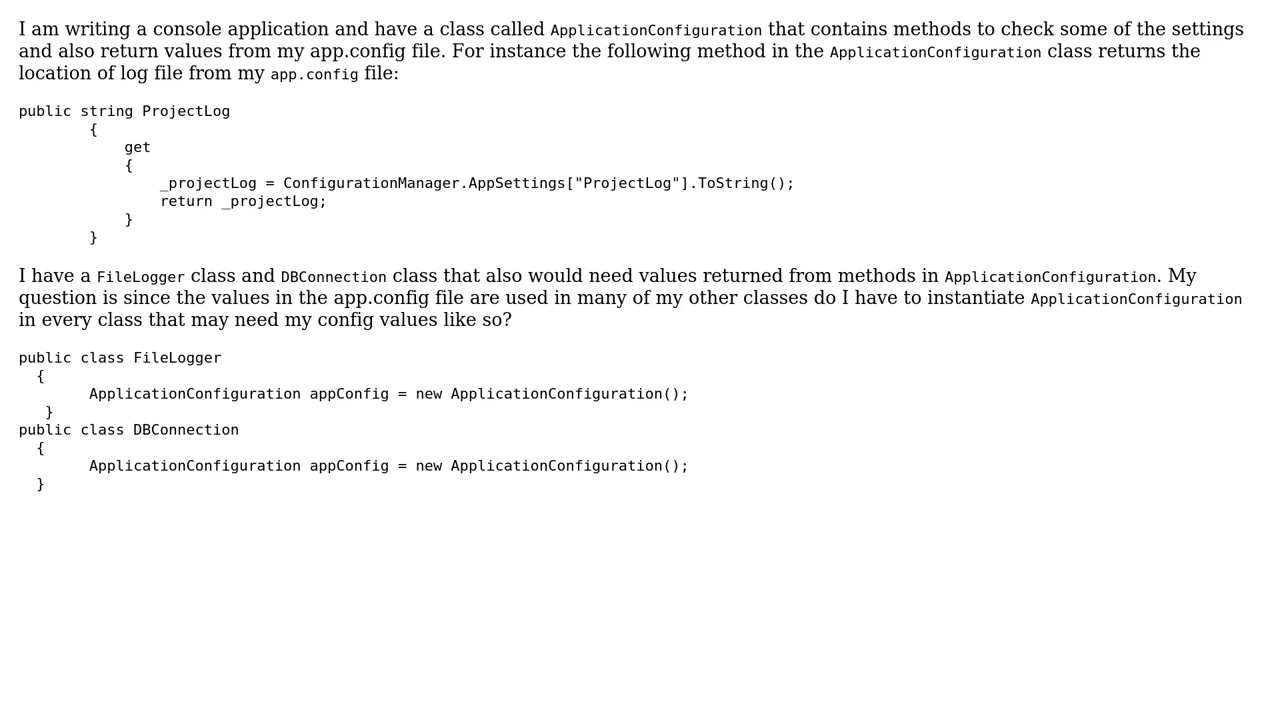 I am writing a console application and have a class called ApplicationConfiguration that contains methods to check some of the settings
and also return values from my app.config file. For instance the following method in the ApplicationConfiguration class returns the
location of log file from my app.config file:
public string ProjectLog
        {
            get
            {
                _projectLog = ConfigurationManager.AppSettings["ProjectLog"].ToString();
                return _projectLog;
            }
        }
I have a FileLogger class and DBConnection class that also would need values returned from methods in ApplicationConfiguration. My
question is since the values in the app.config file are used in many of my other classes do I have to instantiate ApplicationConfiguration
in every class that may need my config values like so?
public class FileLogger
  {
        ApplicationConfiguration appConfig = new ApplicationConfiguration();
   }
public class DBConnection
  {
        ApplicationConfiguration appConfig = new ApplicationConfiguration();
  }